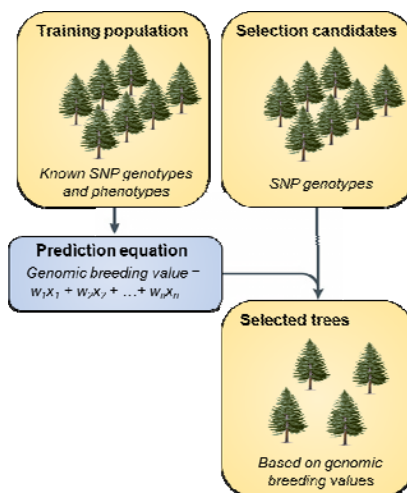 Training population
Known SNP genotypes
and phenotypes
Selection candidates
SNP genotypes
Prediction equation
Genomic breeding value =
w₁x₁ + w₂x₂ + …+ wₙxₙ
Selected trees
Based on genomic
breeding values